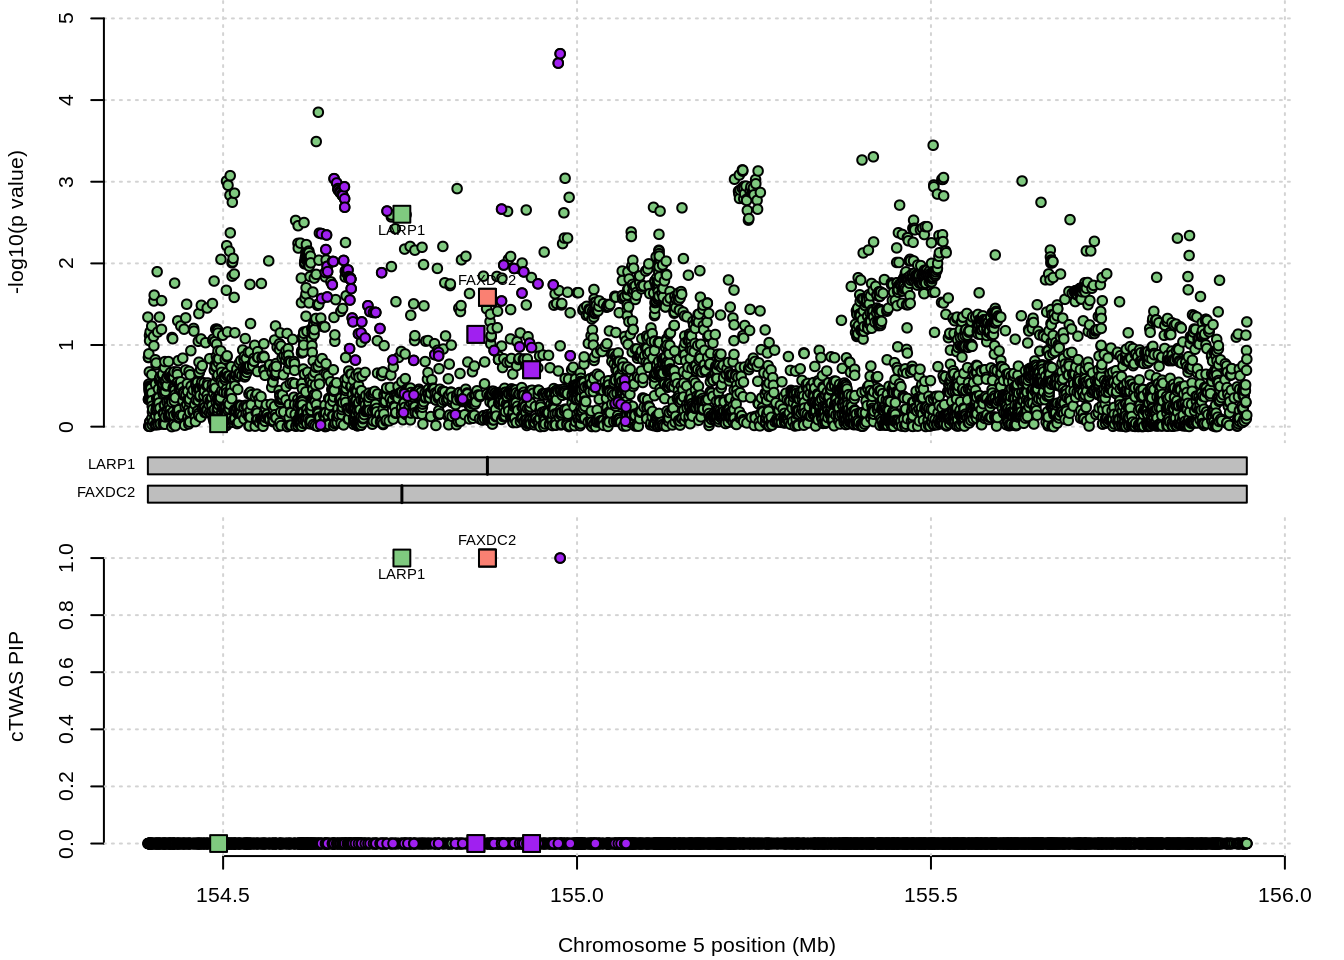 5
4
3
2
1
0
-log10(p value)
LARP1
FAXDC2
LARP1
FAXDC2
FAXDC2
LARP1
1.0
0.8
0.6
0.4
0.2
0.0
cTWAS PIP
154.5 155.0 155.5 156.0
Chromosome 5 position (Mb)